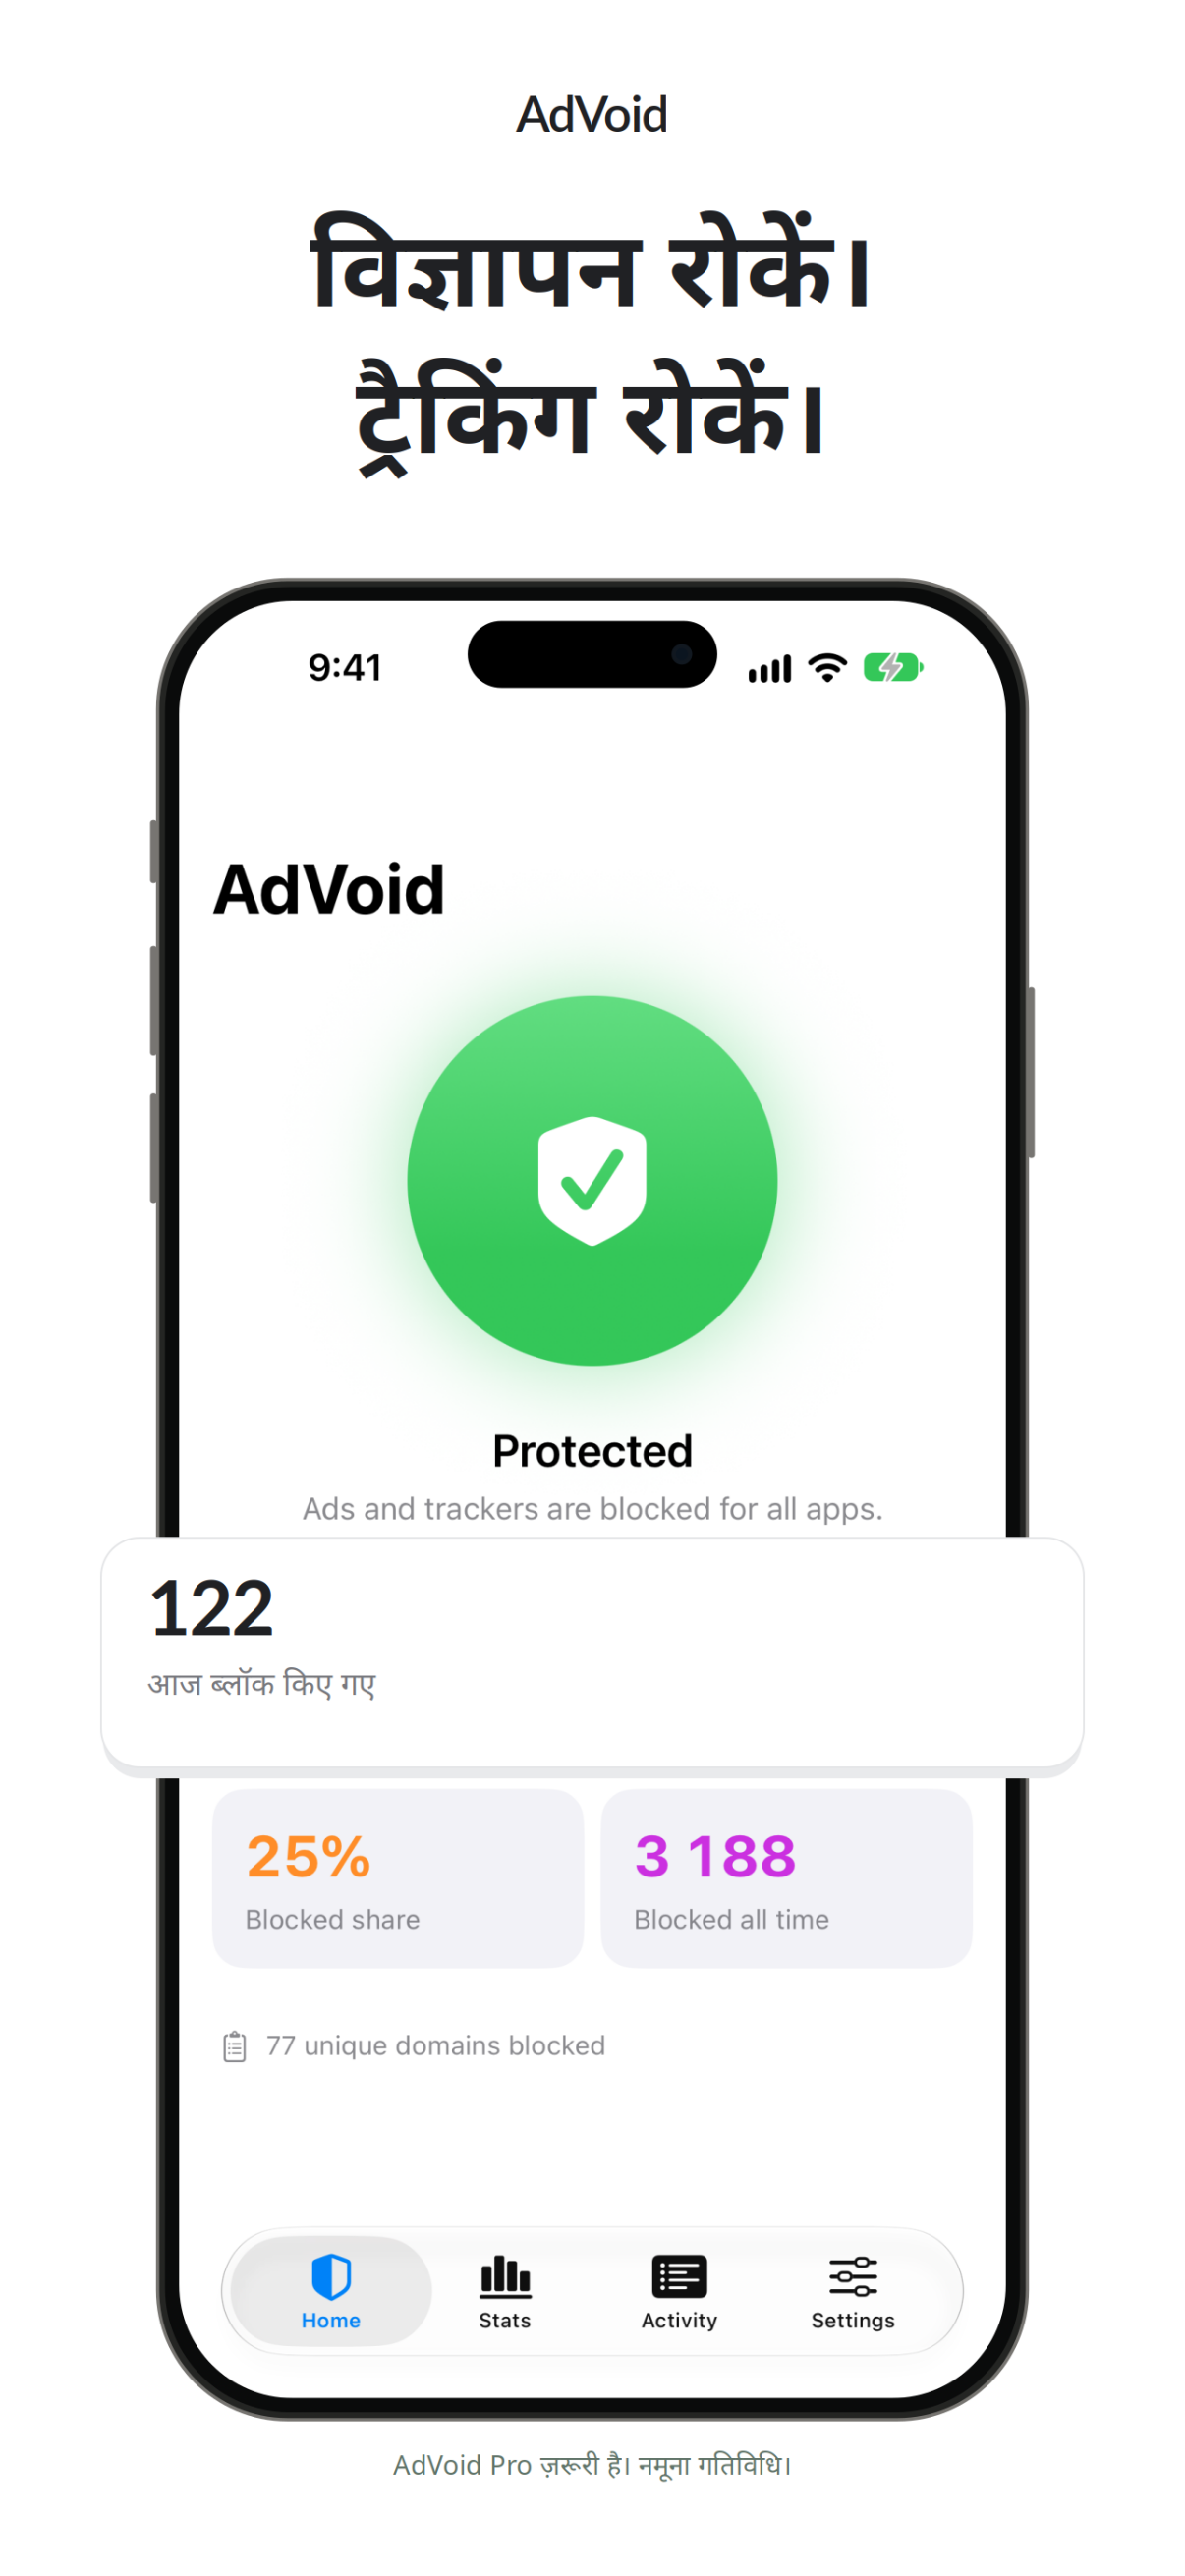 AdVoid
विज्ञापन रोकें।
ट्रैकिंग रोकें।
9:41
AdVoid
Protected
Ads and trackers are blocked for all apps.
122
आज ब्लॉक किए गए
25%
3 188
Blocked share
Blocked all time
77 unique domains blocked
Home
Stats
Activity
Settings
AdVoid Pro ज़रूरी है। नमूना गतिविधि।